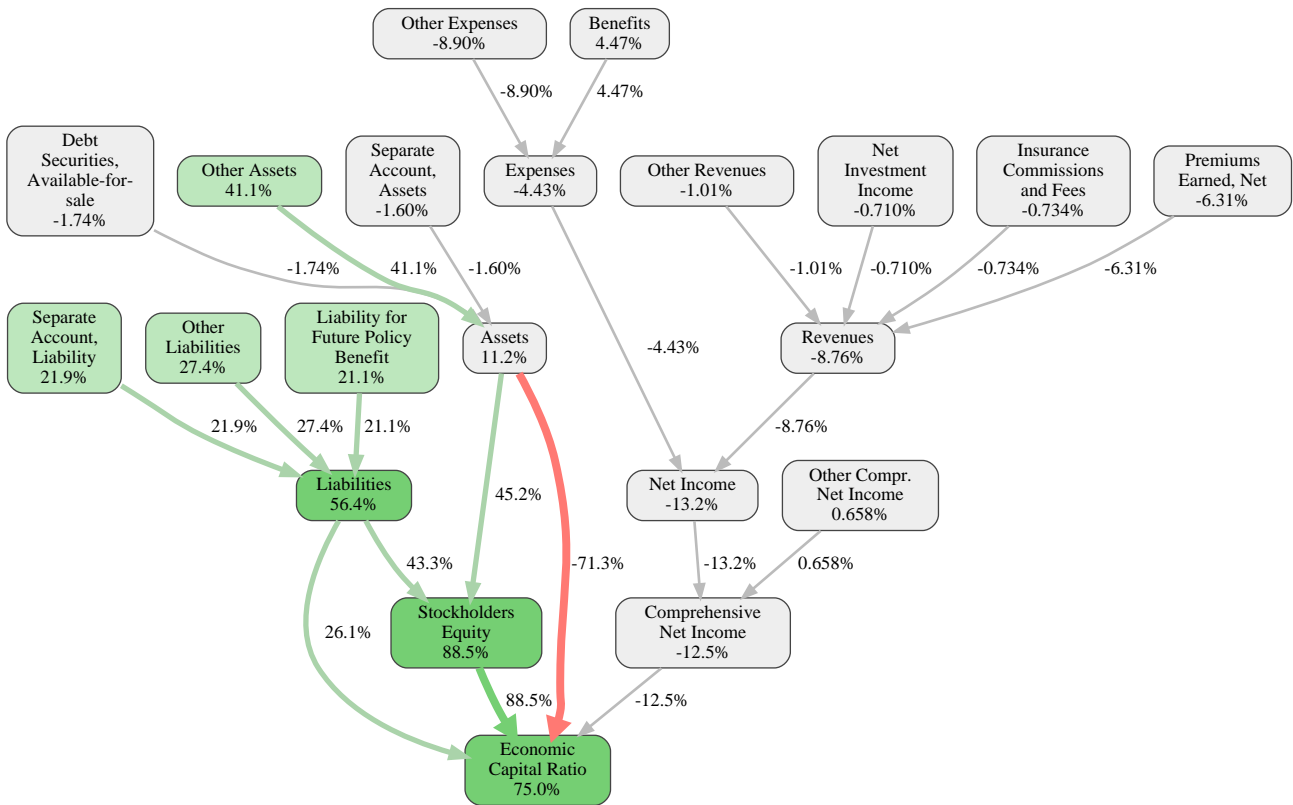 Other Expenses
-8.90%
Benefits
4.47%
-8.90%
4.47%
Debt
Securities,
Available-for-
sale
-1.74%
Other Assets
41.1%
Separate
Account,
Assets
-1.60%
Expenses
-4.43%
Other Revenues
-1.01%
Net
Investment
Income
-0.710%
Insurance
Commissions
and Fees
-0.734%
Premiums
Earned, Net
-6.31%
-1.74%
41.1%
-1.60%
-1.01%
-0.710%
-0.734%
-6.31%
Separate
Account,
Liability
21.9%
Other
Liabilities
27.4%
Liability for
Future Policy
Benefit
21.1%
Assets
11.2%
-4.43%
Revenues
-8.76%
21.9%
27.4%
21.1%
-8.76%
Liabilities
56.4%
45.2%
Net Income
-13.2%
Other Compr.
Net Income
0.658%
43.3%
-71.3%
-13.2%
0.658%
26.1%
Stockholders
Equity
88.5%
Comprehensive
Net Income
-12.5%
88.5%
-12.5%
Economic
Capital Ratio
75.0%